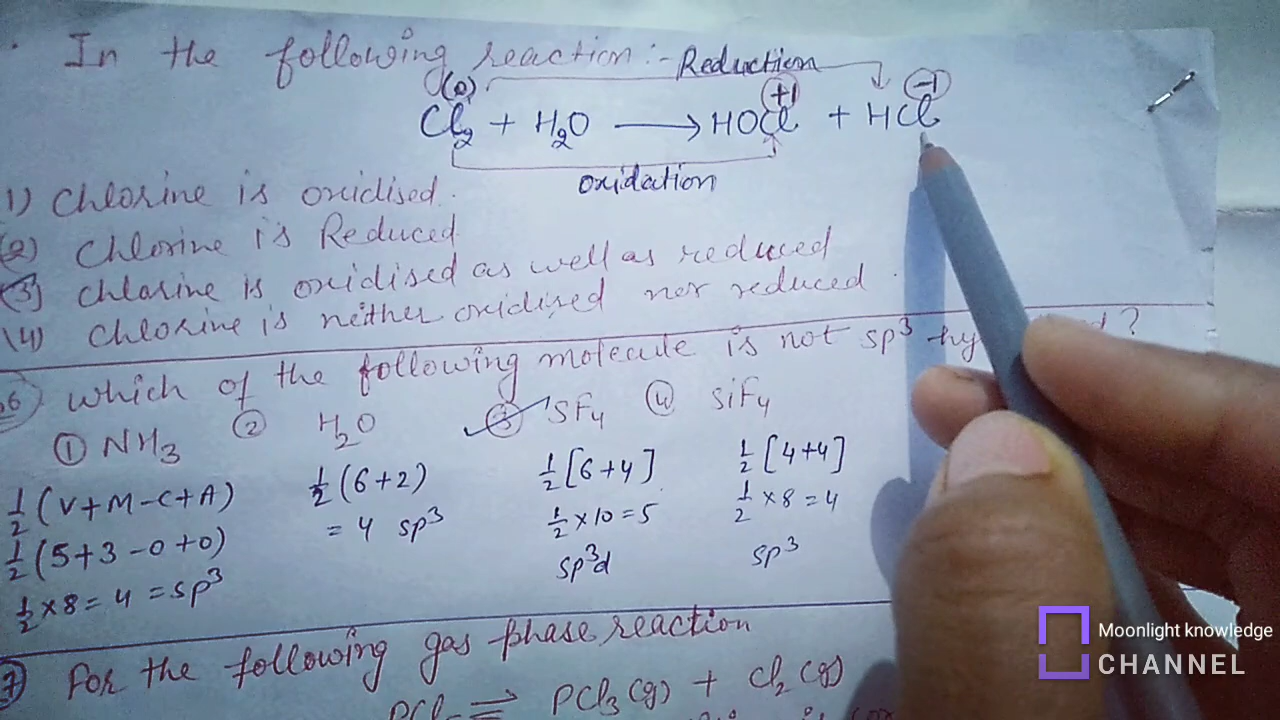 In the following reaction :- Reduction
(0) +1 -1
Cl₂ + H₂O ⟶ HOCl + HCl
oxidation
1) Chlorine is oxidised.
(2) Chlorine is Reduced.
(3) chlorine is oxidised as well as reduced
(4) chlorine is neither oxidised nor reduced
6) which of the following molecule is not sp³ hy ?
① NH₃ ② H₂O ③ SF₄ ④ SiF₄
½(V+M-C+A) ½(6+2) ½[6+4] ½[4+4]
½(5+3-0+0) = 4 sp³ ½×10=5 ½×8=4
½×8=4=sp³ sp³d sp³
7) For the following gas phase reaction
⇌ PCl₃(g) + Cl₂(g)
Moonlight knowledge
CHANNEL